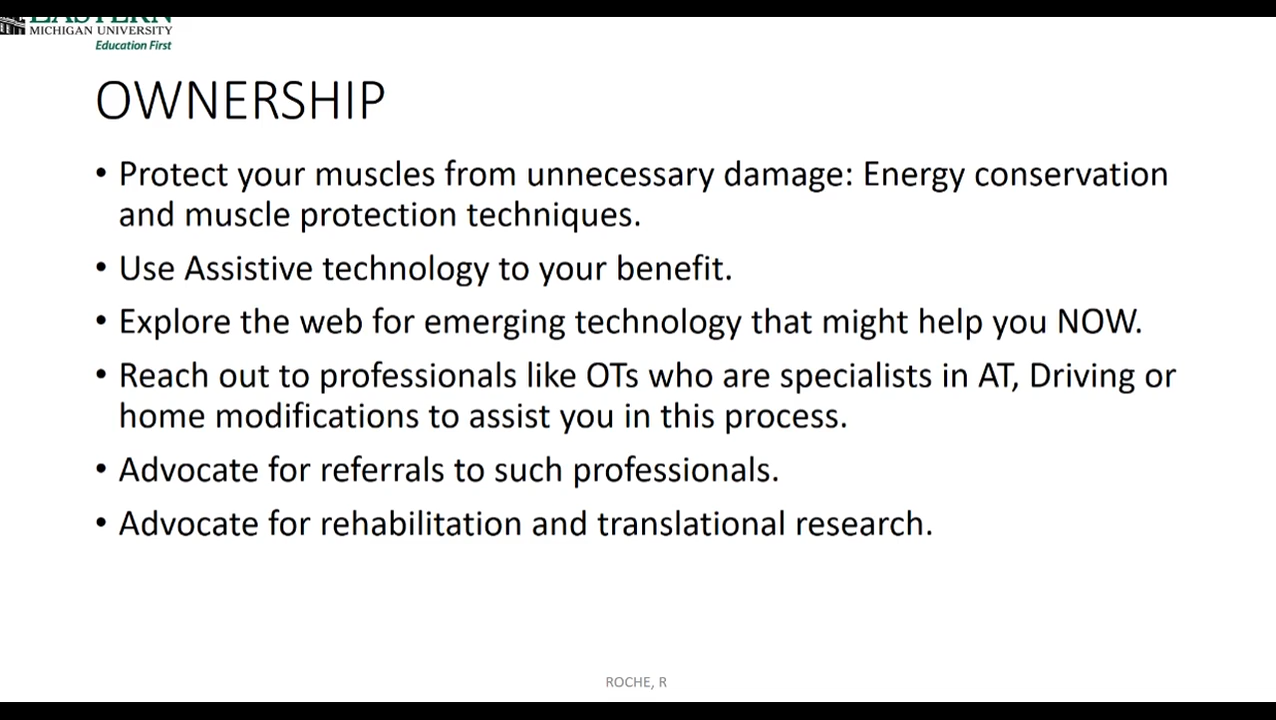 EASTERN
MICHIGAN UNIVERSITY
Education First
OWNERSHIP
• Protect your muscles from unnecessary damage: Energy conservation
and muscle protection techniques.
• Use Assistive technology to your benefit.
• Explore the web for emerging technology that might help you NOW.
• Reach out to professionals like OTs who are specialists in AT, Driving or
home modifications to assist you in this process.
• Advocate for referrals to such professionals.
• Advocate for rehabilitation and translational research.
ROCHE, R